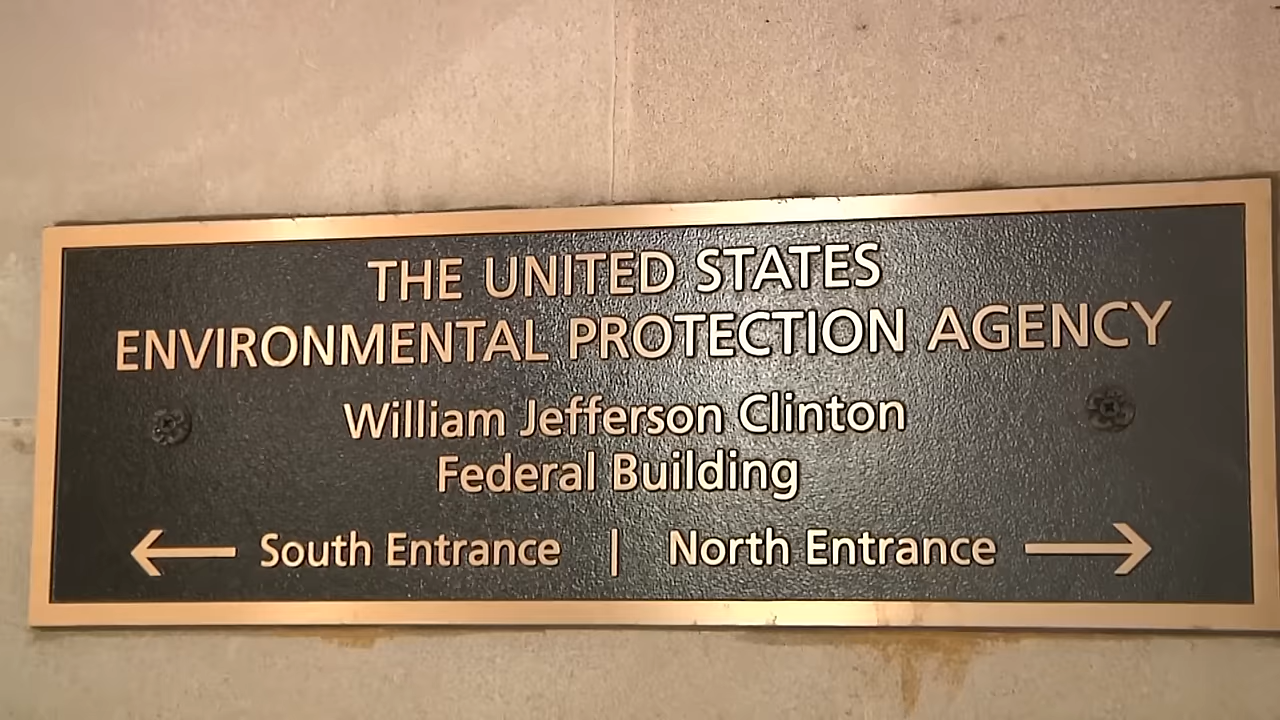 THE UNITED STATES
ENVIRONMENTAL PROTECTION AGENCY
William Jefferson Clinton
Federal Building
South Entrance | North Entrance